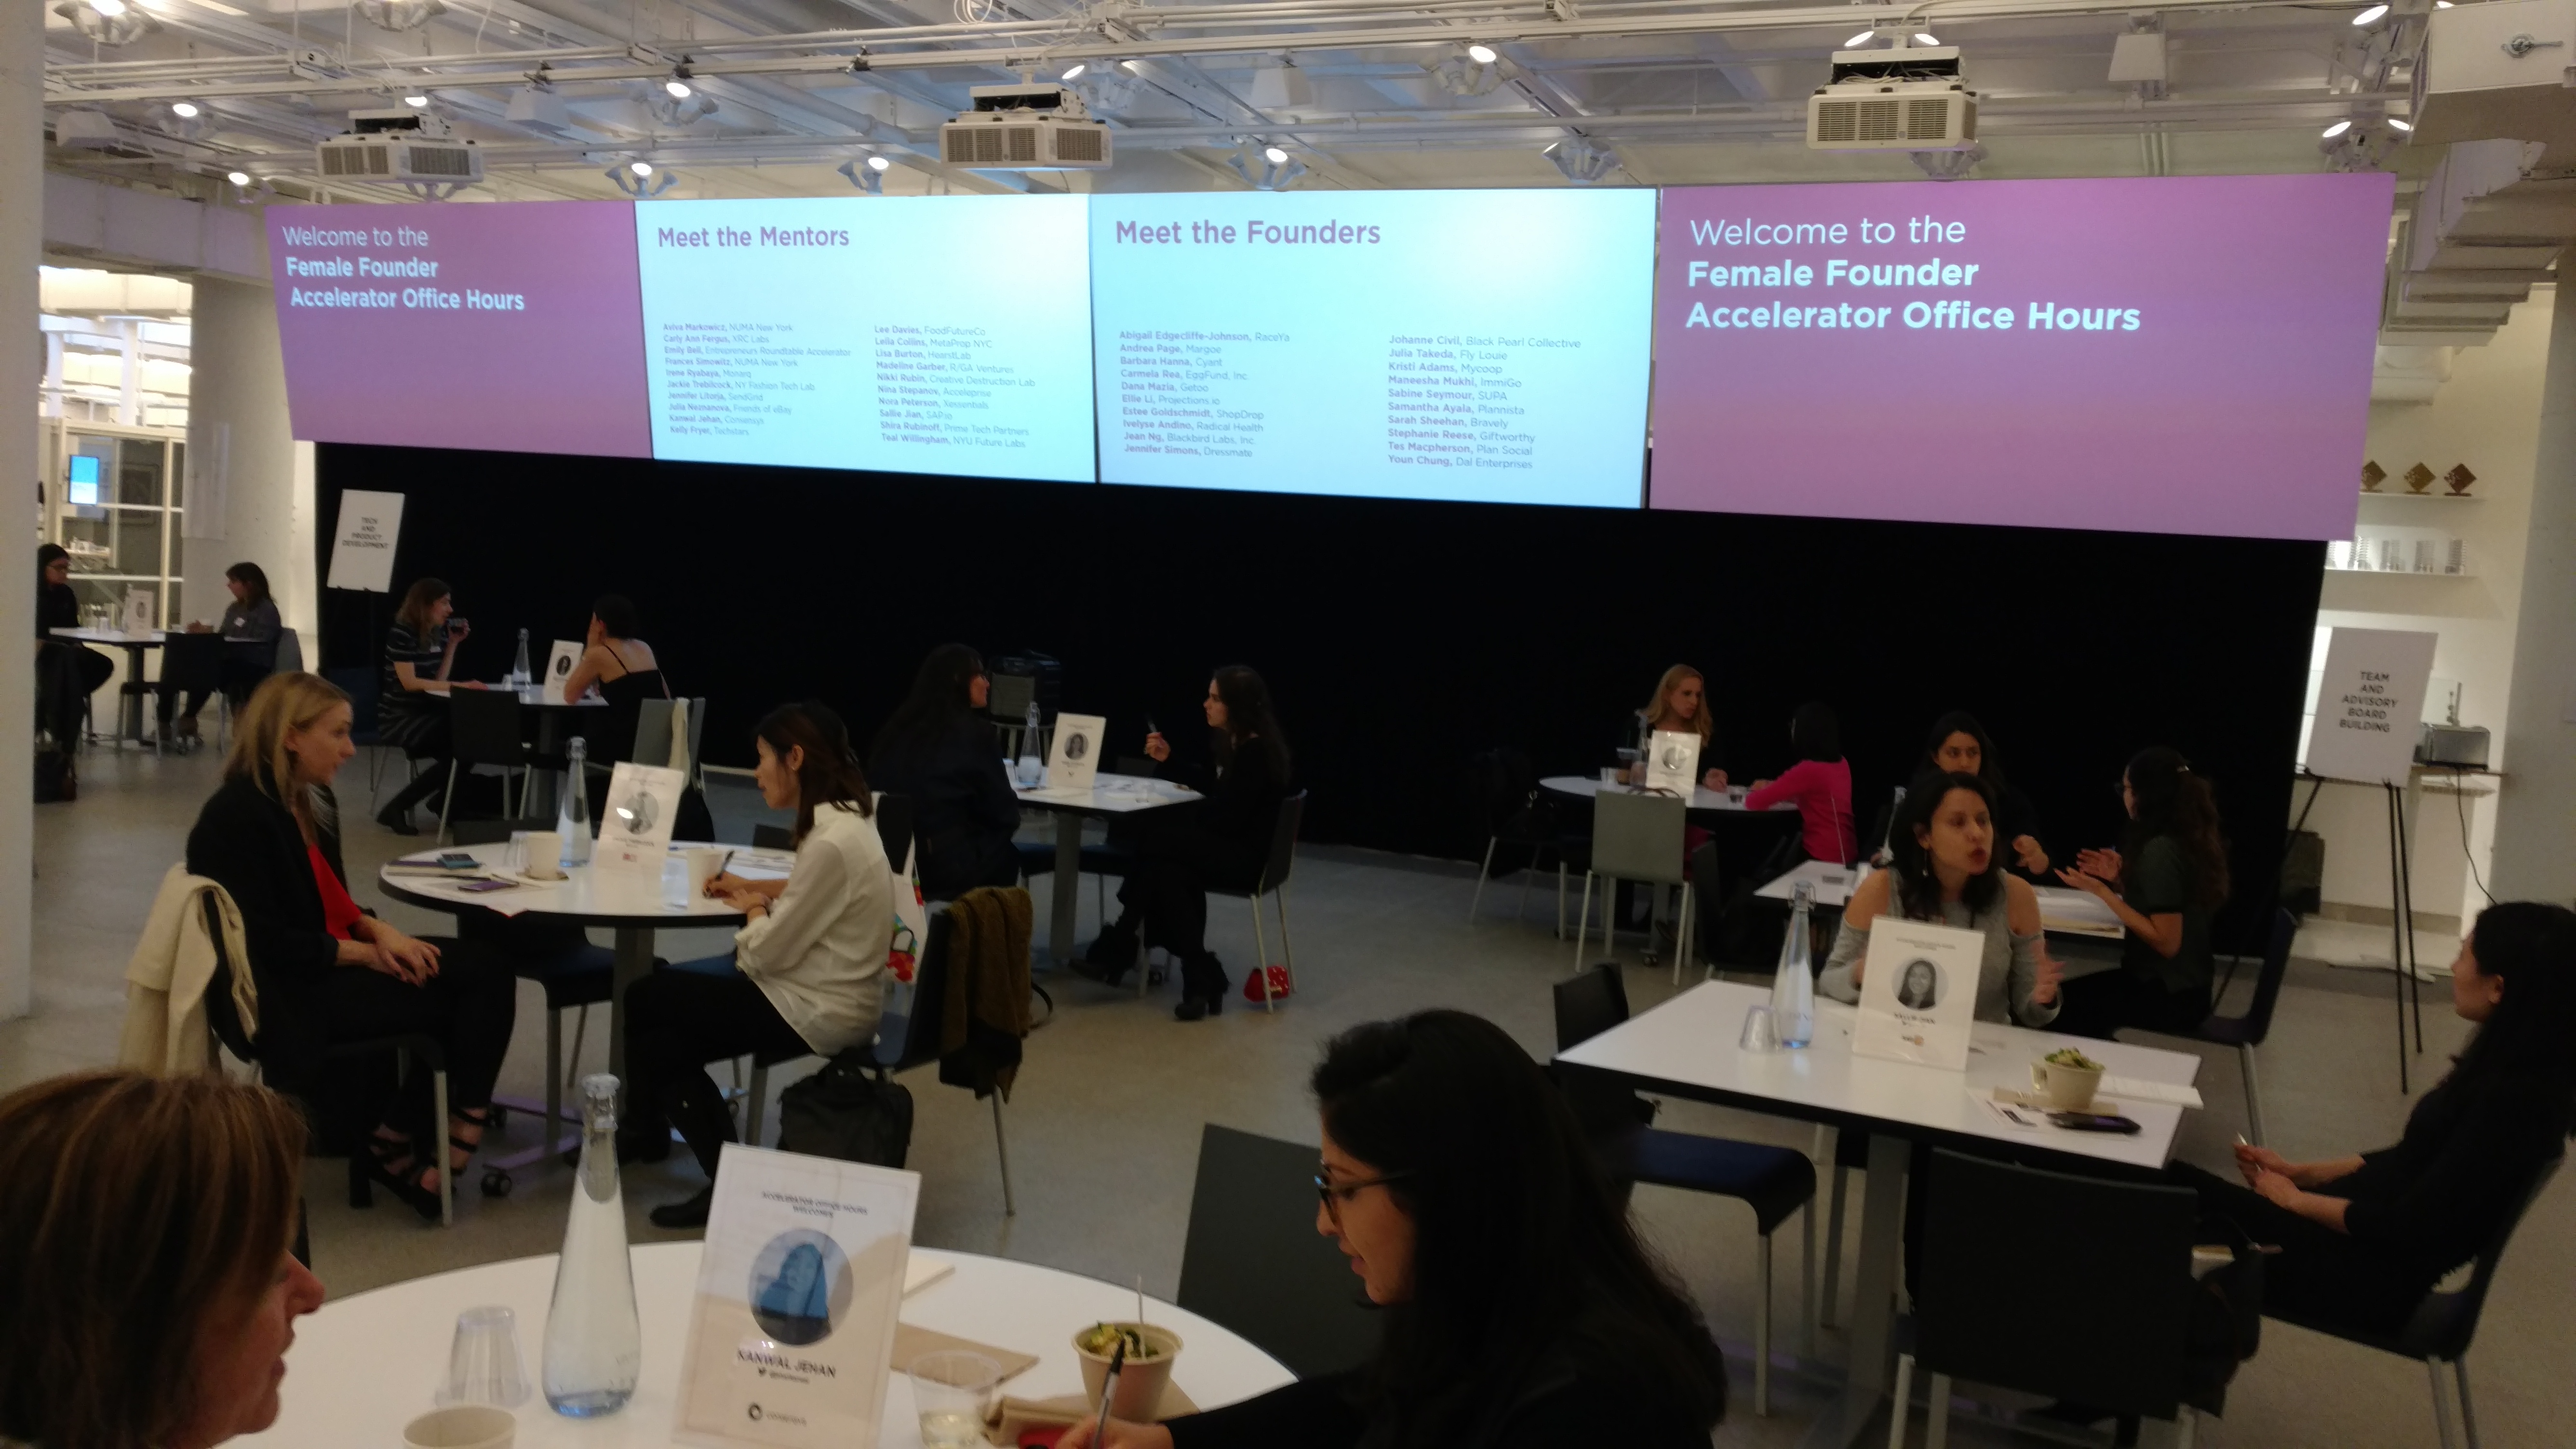 Welcome to the
Female Founder
Accelerator Office Hours
Meet the Mentors
Aviva Markowicz, NUMA New York
Carly Ann Fergus, XRC Labs
Emily Bell, Entrepreneurs Roundtable Accelerator
Frances Simowitz, NUMA New York
Irene Ryabaya, Monarq
Jackie Trebilcock, NY Fashion Tech Lab
Jennifer Litorja, SendGrid
Julia Neznanova, Friends of eBay
Kanwal Jehan, Consensys
Kelly Fryer, Techstars
Lee Davies, FoodFutureCo
Leila Collins, MetaProp NYC
Lisa Burton, HearstLab
Madeline Garber, R/GA Ventures
Nikki Rubin, Creative Destruction Lab
Nina Stepanov, Acceleprise
Nora Peterson, Xessentials
Sallie Jian, SAP.io
Shira Rubinoff, Prime Tech Partners
Teal Willingham, NYU Future Labs
Meet the Founders
Abigail Edgecliffe-Johnson, RaceYa
Andrea Page, Margoe
Barbara Hanna, Cyant
Carmela Rea, EggFund, Inc.
Dana Mazia, Getoo
Ellie Li, Projections.io
Estee Goldschmidt, ShopDrop
Ivelyse Andino, Radical Health
Jean Ng, Blackbird Labs, Inc.
Jennifer Simons, Dressmate
Johanne Civil, Black Pearl Collective
Julia Takeda, Fly Louie
Kristi Adams, Mycoop
Maneesha Mukhi, ImmiGo
Sabine Seymour, SUPA
Samantha Ayala, Plannista
Sarah Sheehan, Bravely
Stephanie Reese, Giftworthy
Tes Macpherson, Plan Social
Youn Chung, Dal Enterprises
Welcome to the
Female Founder
Accelerator Office Hours
TECH
AND
PRODUCT
DEVELOPMENT
TEAM
AND
ADVISORY
BOARD
BUILDING
ACCELERATOR OFFICE HOURS
WELCOMES
KANWAL JEHAN